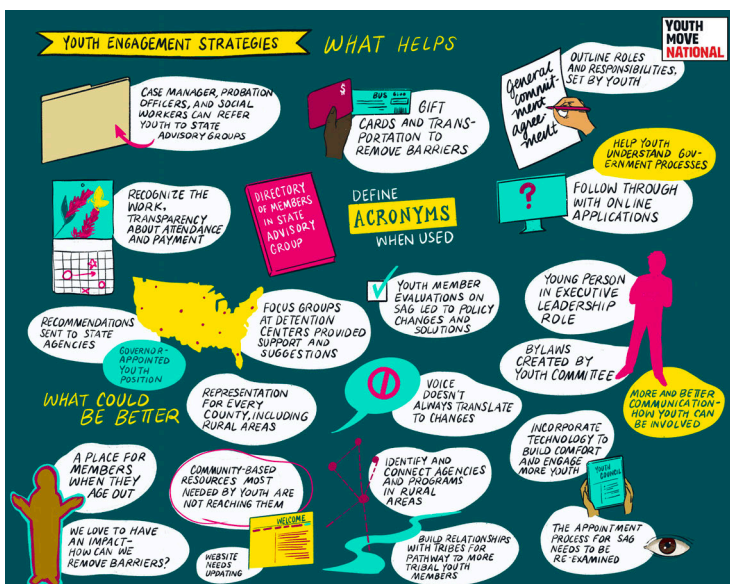 YOUTH ENGAGEMENT STRATEGIES
WHAT HELPS
YOUTH
MOVE
NATIONAL
CASE MANAGER, PROBATION
OFFICERS, AND SOCIAL
WORKERS CAN REFER
YOUTH TO STATE
ADVISORY GROUPS
$
BUS
GIFT
CARDS AND TRANS-
PORTATION TO
REMOVE BARRIERS
General
commit-
ment
agree-
ment
OUTLINE ROLES
AND RESPONSIBILITIES,
SET BY YOUTH
HELP YOUTH
UNDERSTAND GOV-
ERNMENT PROCESSES
RECOGNIZE THE
WORK,
TRANSPARENCY
ABOUT ATTENDANCE
AND PAYMENT
DIRECTORY
OF MEMBERS
IN STATE
ADVISORY
GROUP
DEFINE
ACRONYMS
WHEN USED
?
FOLLOW THROUGH
WITH ONLINE
APPLICATIONS
RECOMMENDATIONS
SENT TO STATE
AGENCIES
GOVERNOR-
APPOINTED
YOUTH
POSITION
FOCUS GROUPS
AT DETENTION
CENTERS PROVIDED
SUPPORT AND
SUGGESTIONS
YOUTH MEMBER
EVALUATIONS ON
SAG LED TO POLICY
CHANGES AND
SOLUTIONS
YOUNG PERSON
IN EXECUTIVE
LEADERSHIP
ROLE
BYLAWS
CREATED BY
YOUTH COMMITTEE
MORE AND BETTER
COMMUNICATION-
HOW YOUTH CAN
BE INVOLVED
WHAT COULD
BE BETTER
REPRESENTATION
FOR EVERY
COUNTY, INCLUDING
RURAL AREAS
VOICE
DOESN'T
ALWAYS TRANSLATE
TO CHANGES
INCORPORATE
TECHNOLOGY TO
BUILD COMFORT
AND ENGAGE
MORE YOUTH
YOUTH
COUNCIL
A PLACE FOR
MEMBERS
WHEN THEY
AGE OUT
COMMUNITY-BASED
RESOURCES MOST
NEEDED BY YOUTH ARE
NOT REACHING THEM
IDENTIFY AND
CONNECT AGENCIES
AND PROGRAMS
IN RURAL
AREAS
WE LOVE TO HAVE
AN IMPACT-
HOW CAN WE
REMOVE BARRIERS?
WELCOME
WEBSITE
NEEDS
UPDATING
BUILD RELATIONSHIPS
WITH TRIBES FOR
PATHWAY TO MORE
TRIBAL YOUTH
MEMBERS
THE APPOINTMENT
PROCESS FOR SAG
NEEDS TO BE
RE-EXAMINED